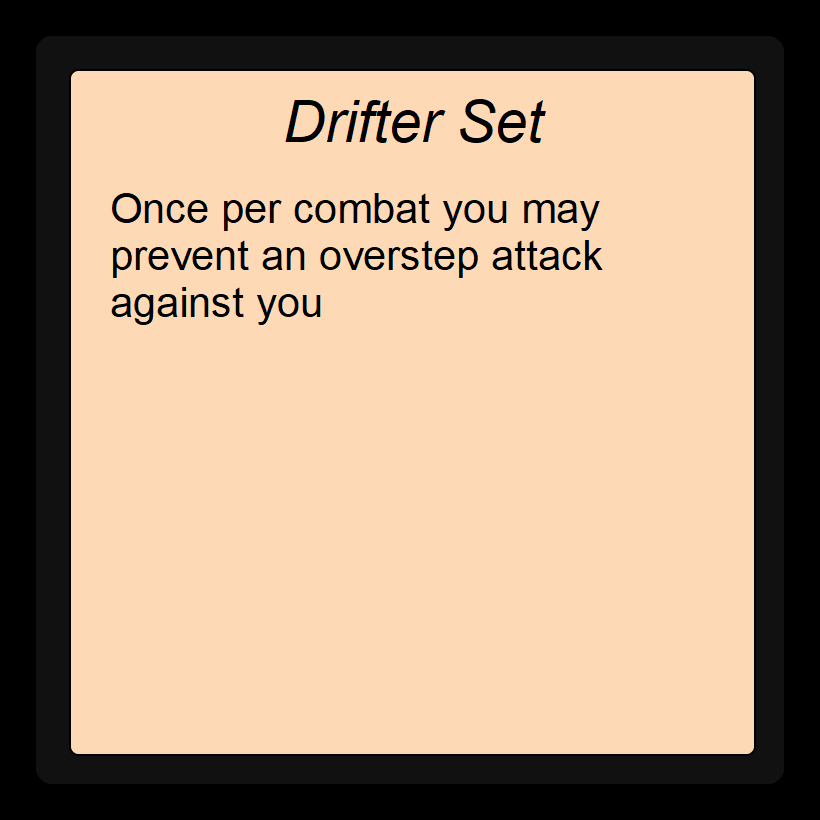 Drifter Set
Once per combat you may
prevent an overstep attack
against you